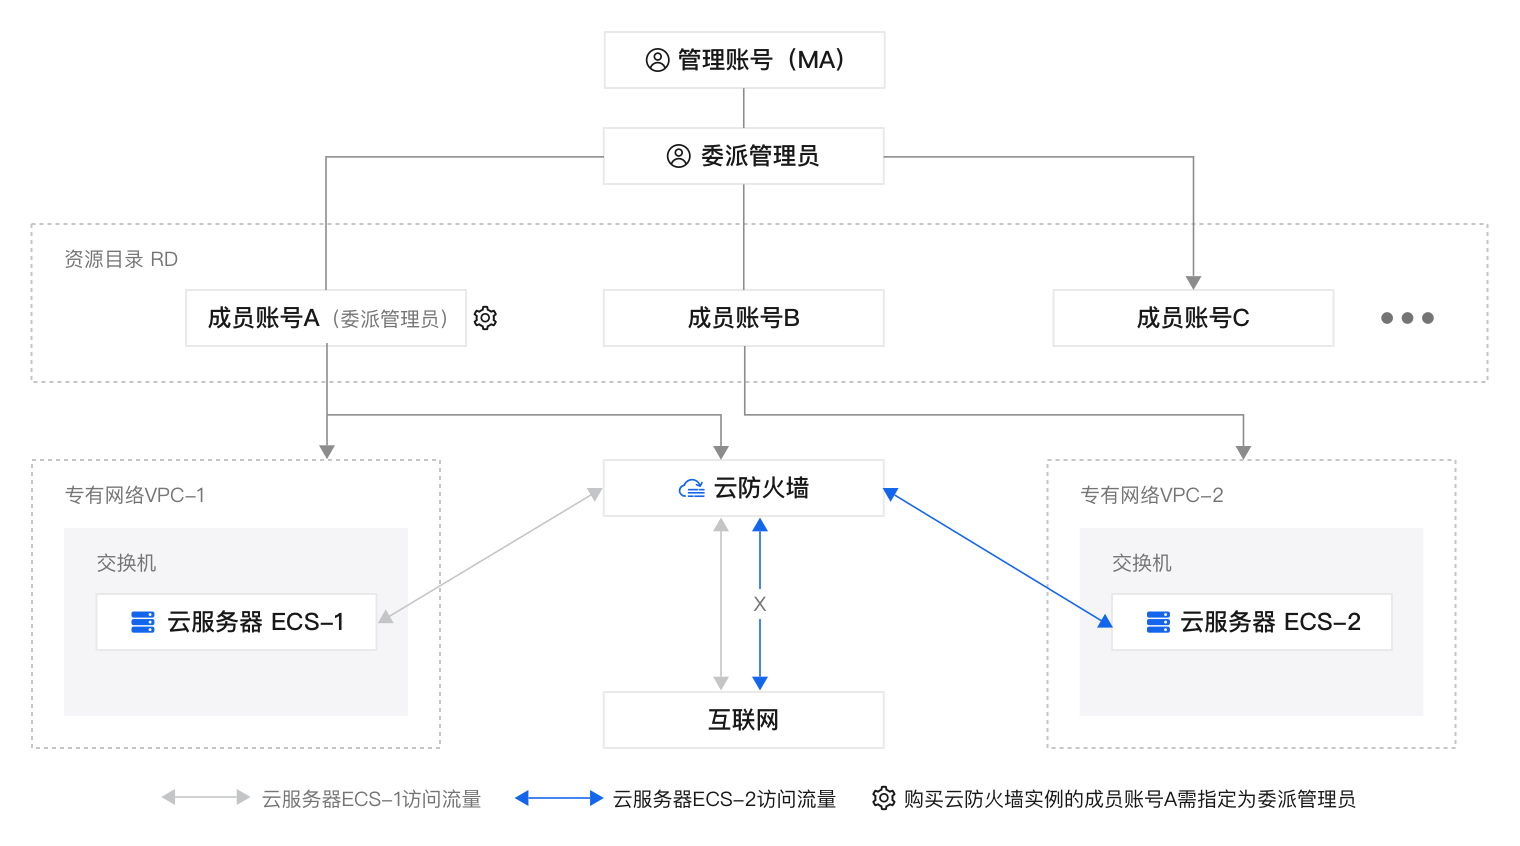 管理账号（MA）
委派管理员
资源目录 RD
成员账号A（委派管理员）
成员账号B
成员账号C
专有网络VPC-1
云防火墙
专有网络VPC-2
交换机
交换机
云服务器 ECS-1
X
云服务器 ECS-2
互联网
云服务器ECS-1访问流量
云服务器ECS-2访问流量
购买云防火墙实例的成员账号A需指定为委派管理员